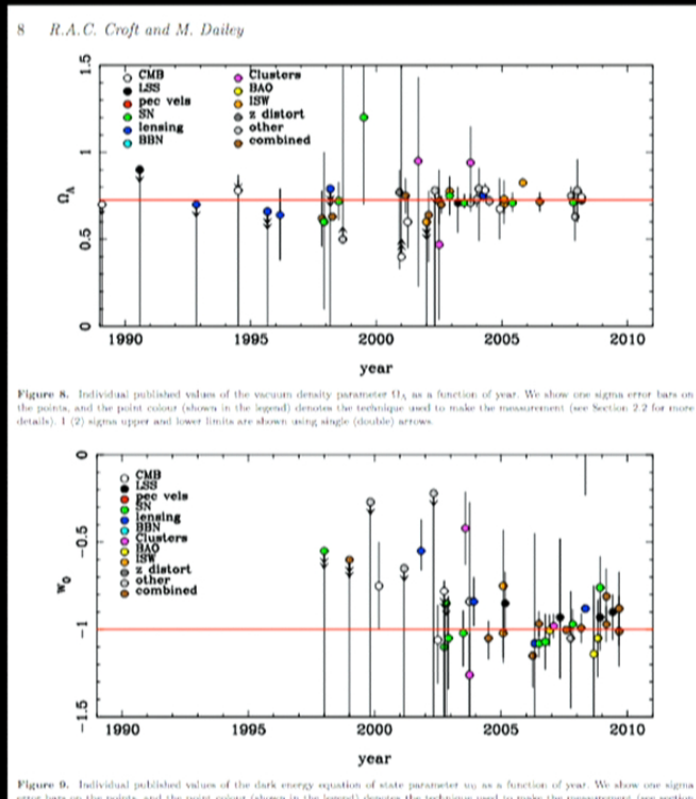 8 R.A.C. Croft and M. Dailey
1.5
CMB
LSS
pec vels
SN
lensing
BBN
Clusters
BAO
ISW
z distort
other
combined
1
Ω_Λ
0.5
0
1990 1995 2000 2005 2010
year
Figure 8. Individual published values of the vacuum density parameter Ω_Λ as a function of year. We show one sigma error bars on
the points, and the point colour (shown in the legend) denotes the technique used to make the measurement (see Section 2.2 for more
details). 1 (2) sigma upper and lower limits are shown using single (double) arrows.
0
CMB
LSS
pec vels
SN
lensing
BBN
Clusters
BAO
ISW
z distort
other
combined
−0.5
w₀
−1
−1.5
1990 1995 2000 2005 2010
year
Figure 9. Individual published values of the dark energy equation of state parameter w₀ as a function of year. We show one sigma